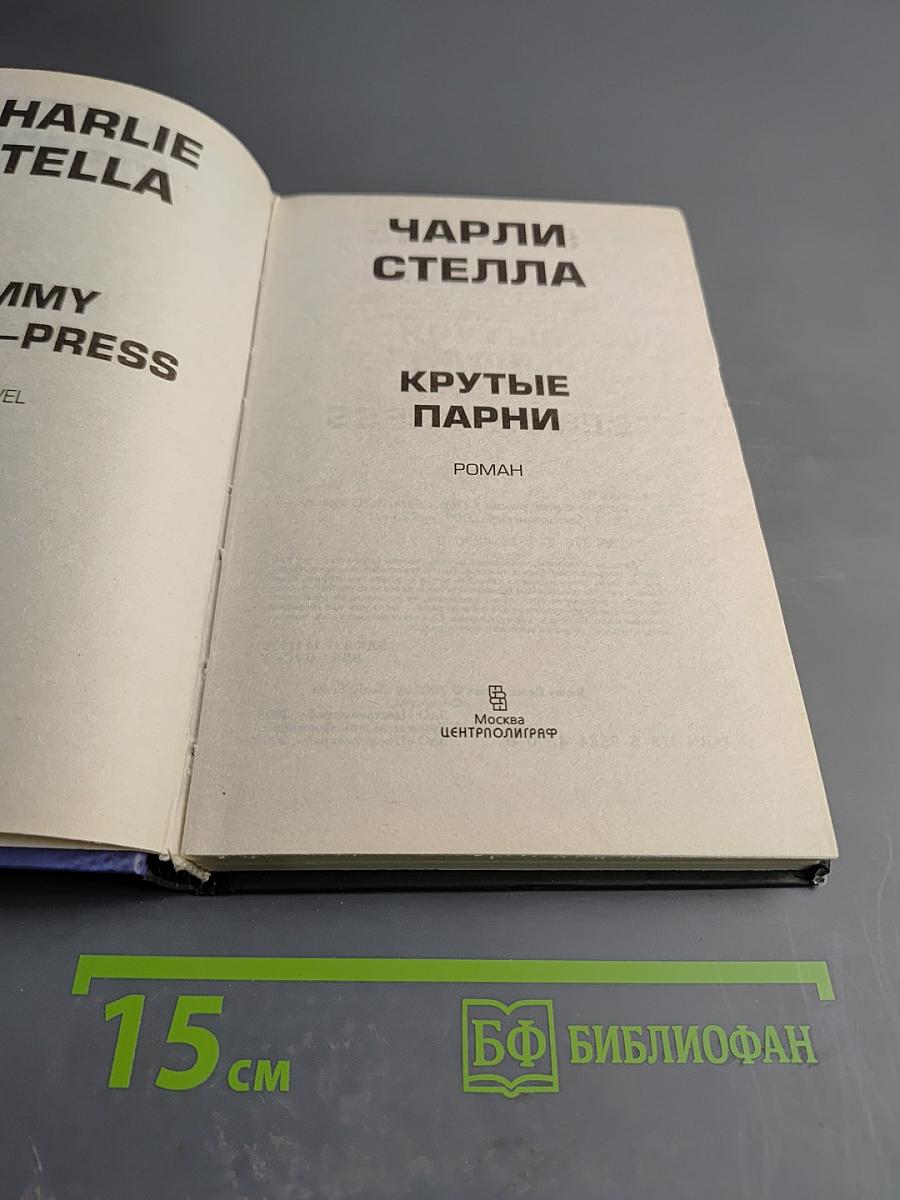 HARLIE
TELLA
MMY
–PRESS
VEL
ЧАРЛИ
СТЕЛЛА
КРУТЫЕ
ПАРНИ
РОМАН
Москва
ЦЕНТРПОЛИГРАФ
15 см
БФ БИБЛИОФАН